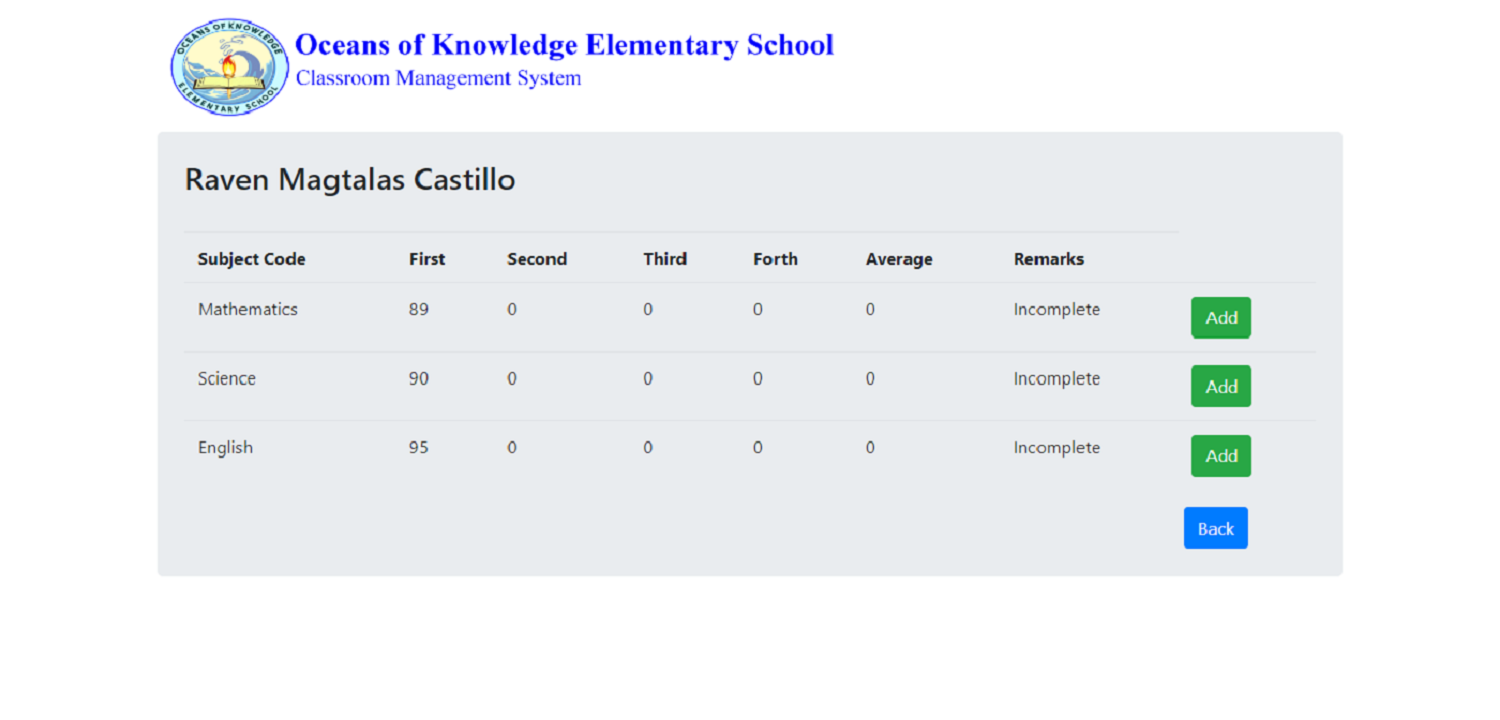 OCEANS OF KNOWLEDGE
ELEMENTARY SCHOOL
Oceans of Knowledge Elementary School
Classroom Management System
Raven Magtalas Castillo
Subject Code First Second Third Forth Average Remarks
Mathematics 89 0 0 0 0 Incomplete Add
Science 90 0 0 0 0 Incomplete Add
English 95 0 0 0 0 Incomplete Add
Back